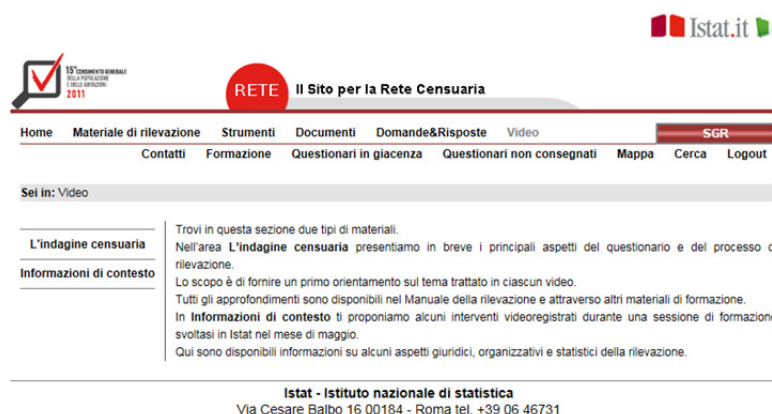 Istat.it
15° CENSIMENTO GENERALE
DELLA POPOLAZIONE
E DELLE ABITAZIONI
2011
RETE Il Sito per la Rete Censuaria
Home Materiale di rilevazione Strumenti Documenti Domande&Risposte Video SGR
Contatti Formazione Questionari in giacenza Questionari non consegnati Mappa Cerca Logout
Sei in: Video
L'indagine censuaria
Informazioni di contesto
Trovi in questa sezione due tipi di materiali.
Nell'area L'indagine censuaria presentiamo in breve i principali aspetti del questionario e del processo
rilevazione.
Lo scopo è di fornire un primo orientamento sul tema trattato in ciascun video.
Tutti gli approfondimenti sono disponibili nel Manuale della rilevazione e attraverso altri materiali di formazione.
In Informazioni di contesto ti proponiamo alcuni interventi videoregistrati durante una sessione di formazione
svoltasi in Istat nel mese di maggio.
Qui sono disponibili informazioni su alcuni aspetti giuridici, organizzativi e statistici della rilevazione.
Istat - Istituto nazionale di statistica
Via Cesare Balbo 16 00184 - Roma tel. +39 06 46731